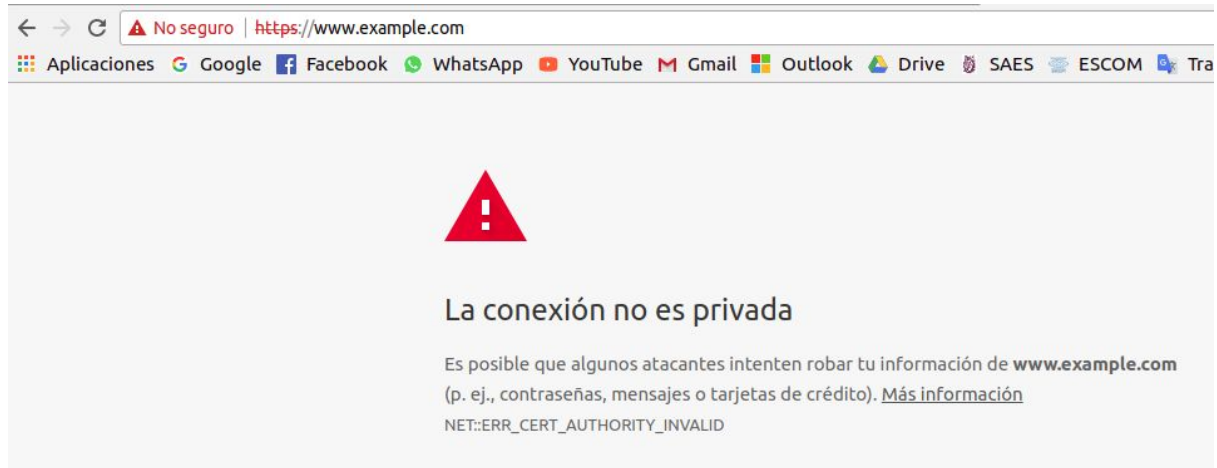 No seguro | https://www.example.com
Aplicaciones Google Facebook WhatsApp YouTube Gmail Outlook Drive SAES ESCOM Tra
La conexión no es privada
Es posible que algunos atacantes intenten robar tu información de www.example.com
(p. ej., contraseñas, mensajes o tarjetas de crédito). Más información
NET::ERR_CERT_AUTHORITY_INVALID